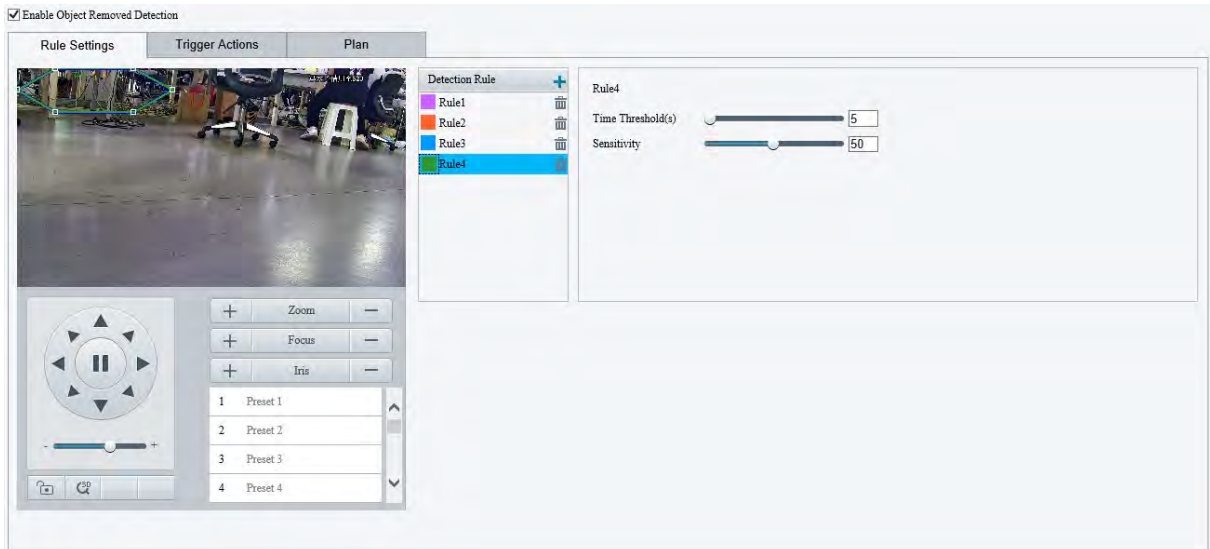 Enable Object Removed Detection
Rule Settings
Trigger Actions
Plan
Detection Rule
Rule1
Rule2
Rule3
Rule4
Rule4
Time Threshold(s)
5
Sensitivity
50
+ Zoom −
+ Focus −
+ Iris −
1 Preset 1
2 Preset 2
3 Preset 3
4 Preset 4
- +
3D